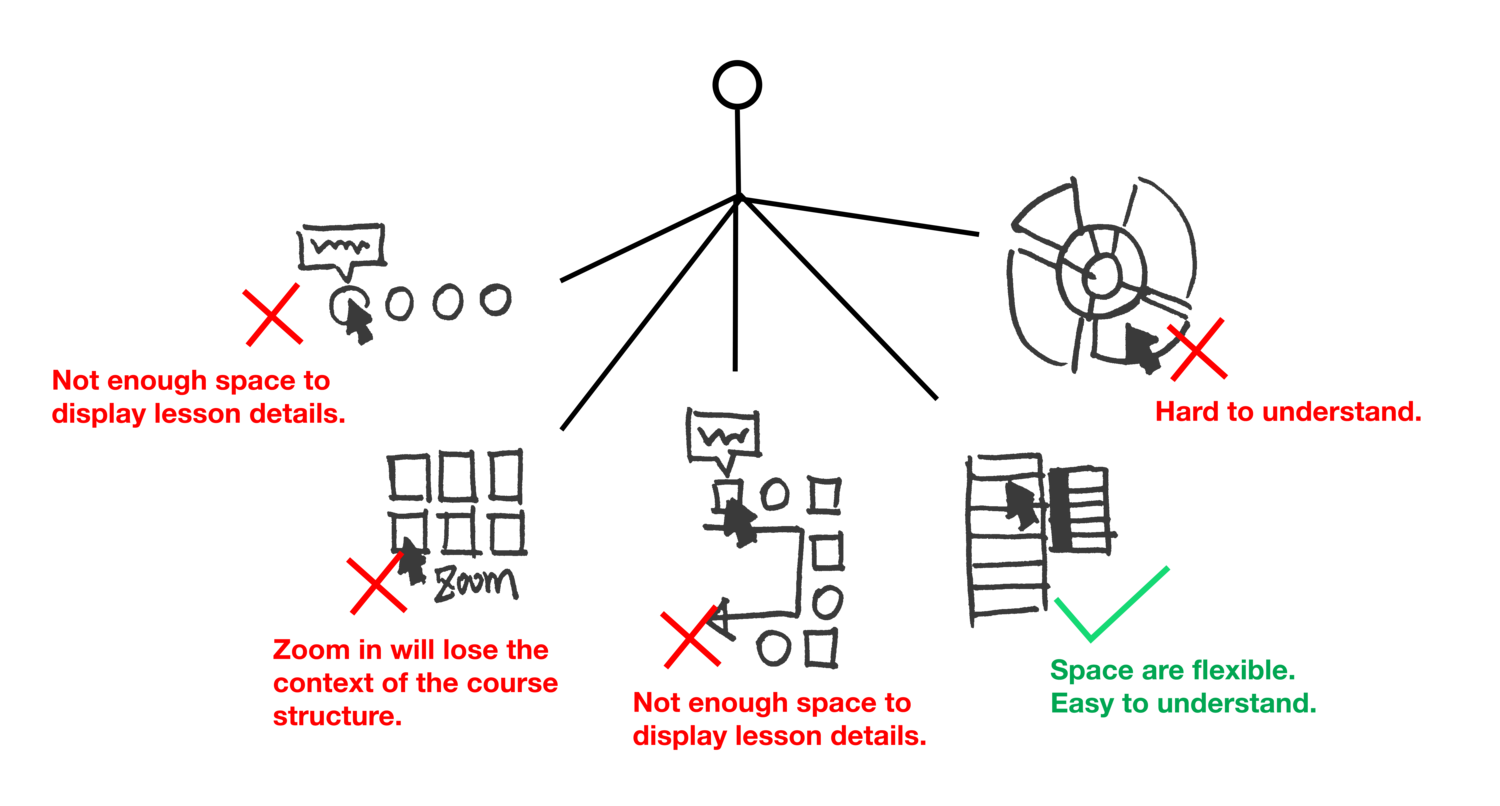 Not enough space to
display lesson details.
Zoom
Zoom in will lose the
context of the course
structure.
Not enough space to
display lesson details.
Space are flexible.
Easy to understand.
Hard to understand.